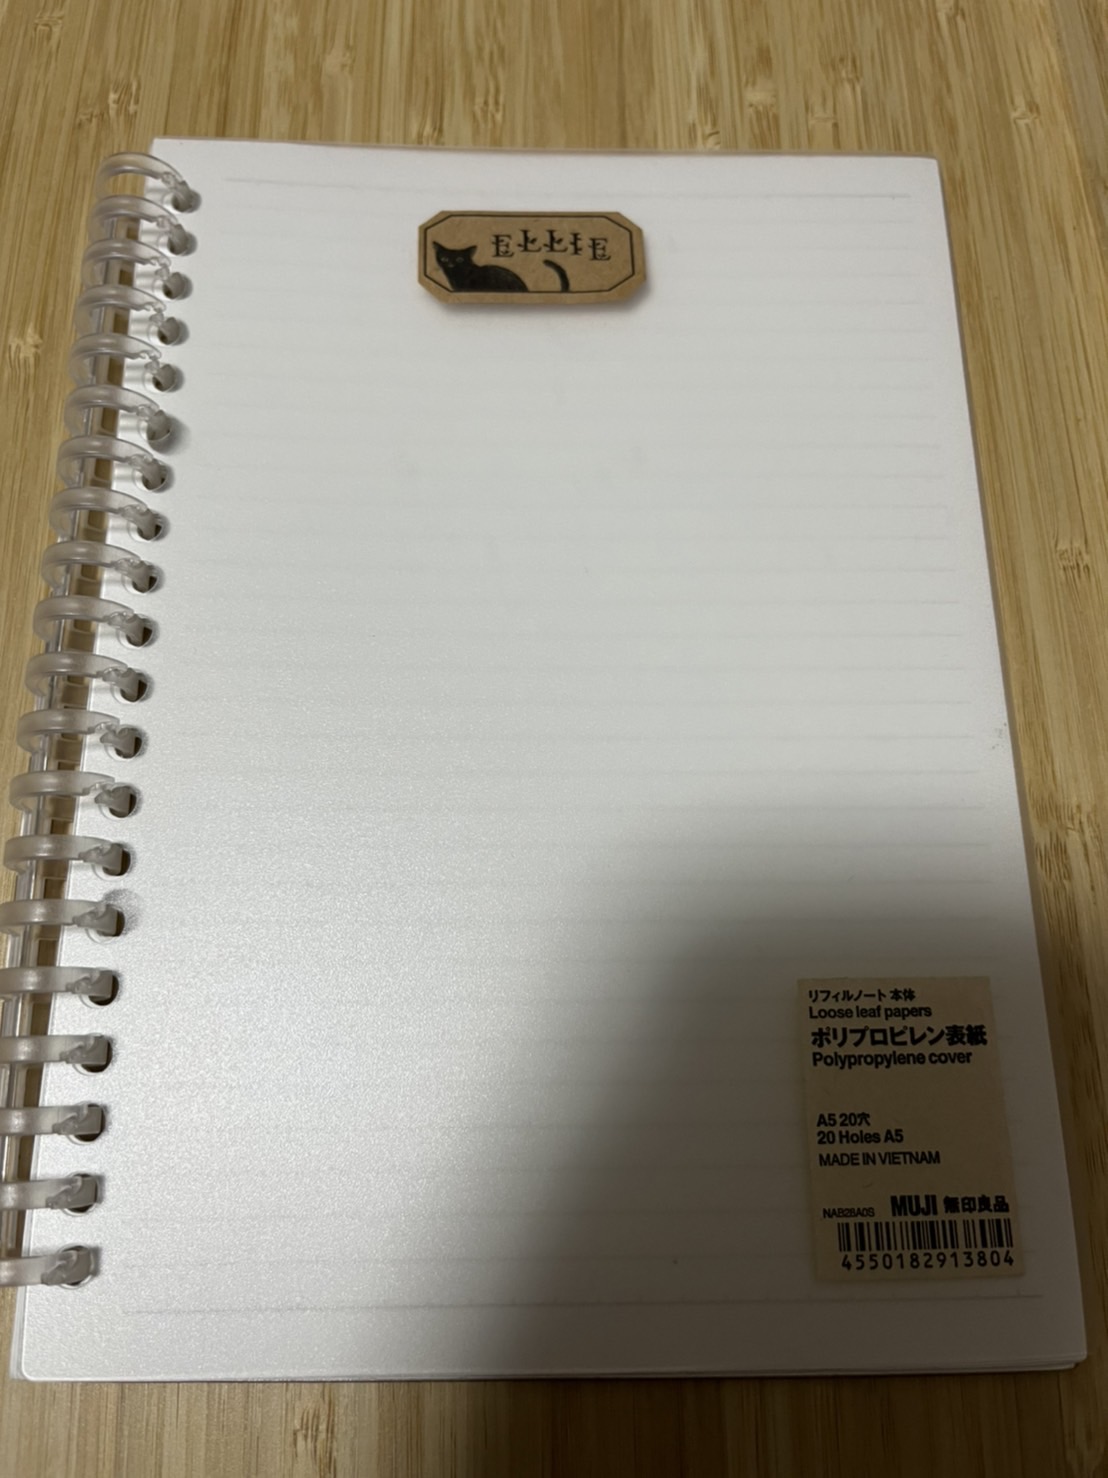 ELLIE
リフィルノート 本体
Loose leaf papers
ポリプロピレン表紙
Polypropylene cover
A5 20穴
20 Holes A5
MADE IN VIETNAM
NAB26A0S MUJI 無印良品
4550182913804